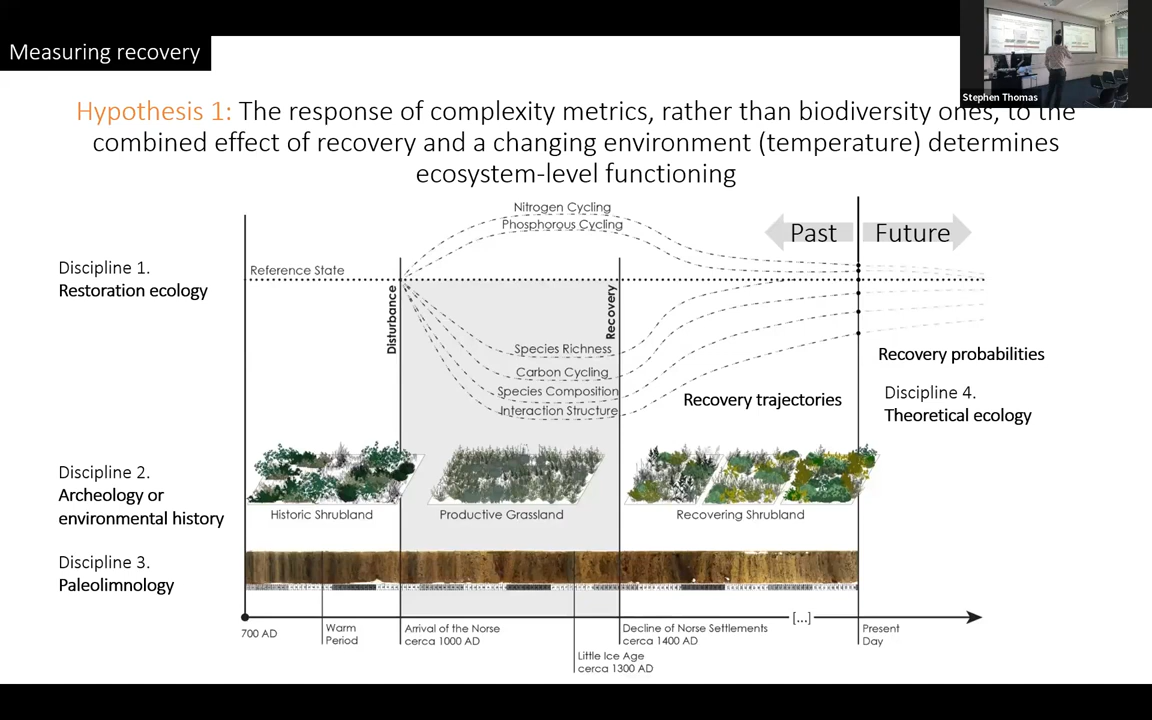 Measuring recovery
Stephen Thomas
Hypothesis 1: The response of complexity metrics, rather than biodiversity ones, to the
combined effect of recovery and a changing environment (temperature) determines
ecosystem-level functioning
Nitrogen Cycling
Phosphorous Cycling
Past
Future
Discipline 1.
Restoration ecology
Reference State
Disturbance
Recovery
Species Richness
Carbon Cycling
Species Composition
Interaction Structure
Recovery trajectories
Recovery probabilities
Discipline 4.
Theoretical ecology
Discipline 2.
Archeology or
environmental history
Historic Shrubland
Productive Grassland
Recovering Shrubland
Discipline 3.
Paleolimnology
700 AD
Warm
Period
Arrival of the Norse
cerca 1000 AD
Little Ice Age
cerca 1300 AD
Decline of Norse Settlements
cerca 1400 AD
[...]
Present
Day